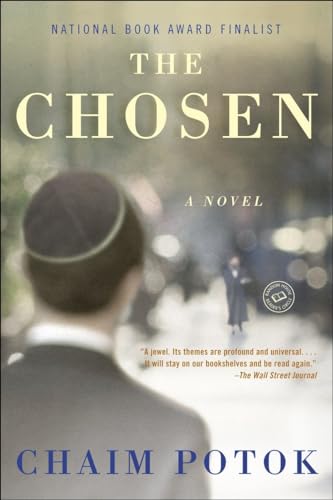 NATIONAL BOOK AWARD FINALIST
THE
CHOSEN
A NOVEL
"A jewel. Its themes are profound and universal. . . .
It will stay on our bookshelves and be read again."
–The Wall Street Journal
CHAIM POTOK